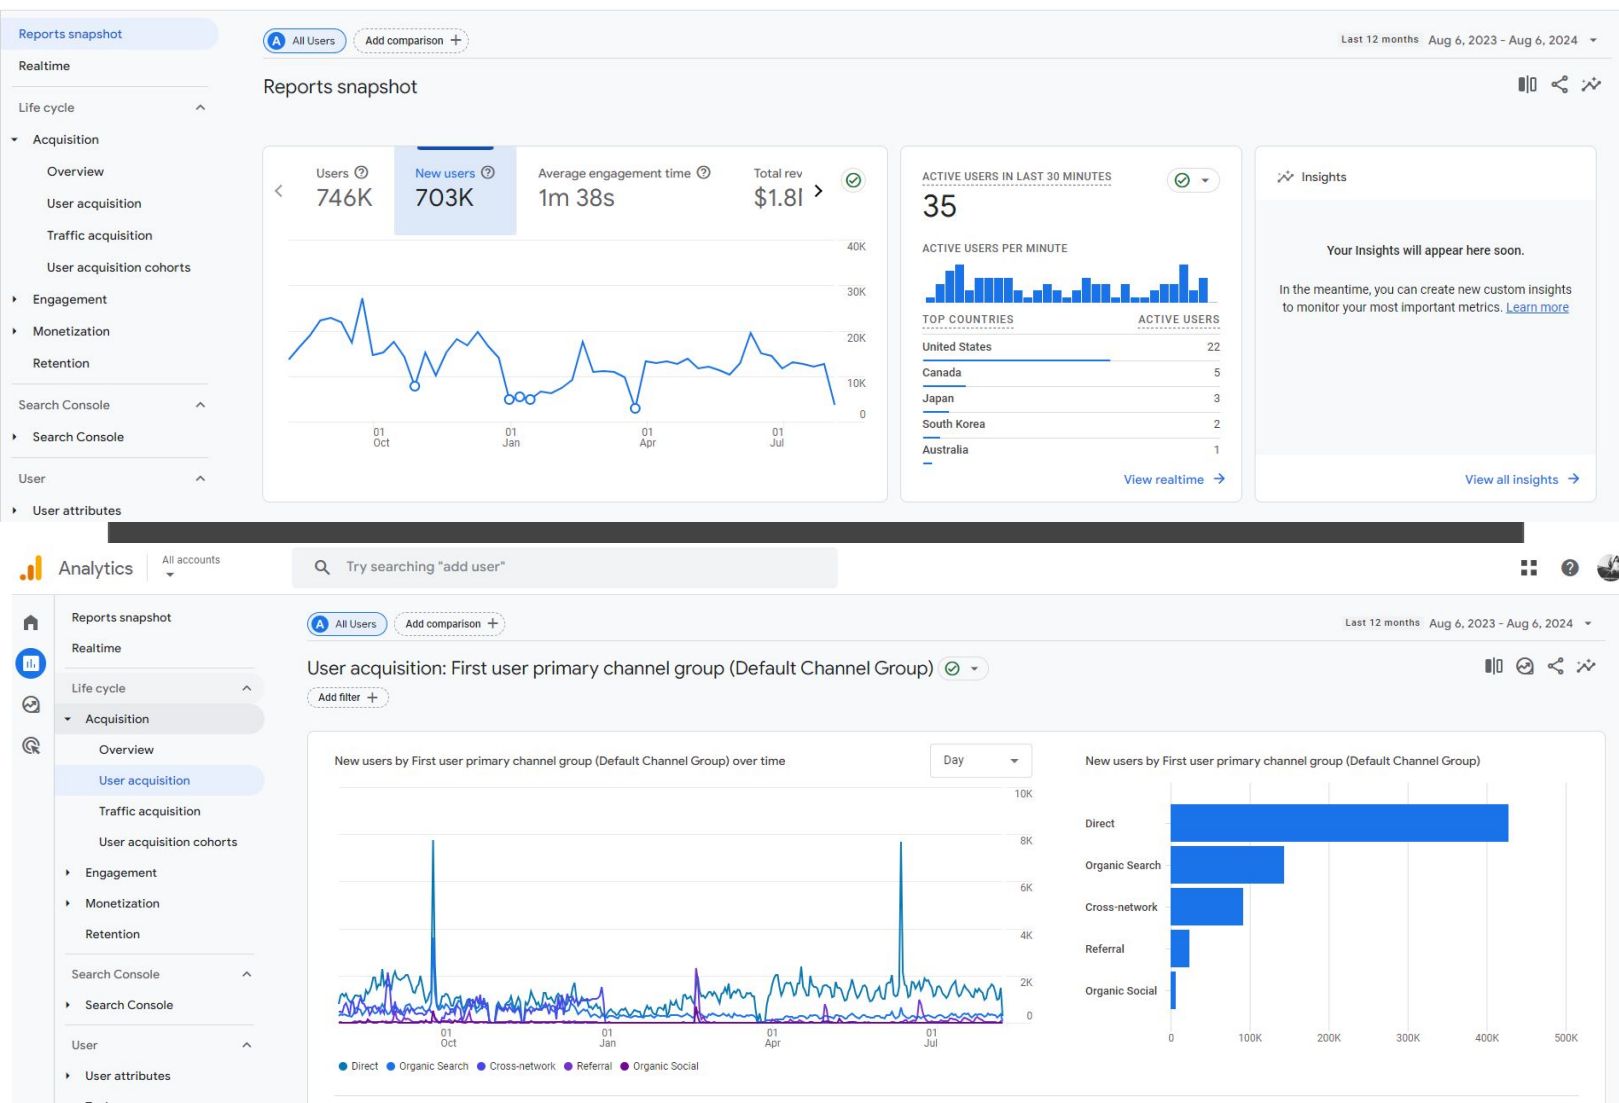 Reports snapshot
Realtime
Life cycle
Acquisition
Overview
User acquisition
Traffic acquisition
User acquisition cohorts
Engagement
Monetization
Retention
Search Console
Search Console
User
User attributes
A All Users Add comparison +
Last 12 months Aug 6, 2023 - Aug 6, 2024
Reports snapshot
Users New users Average engagement time Total rev
746K 703K 1m 38s $1.8
40K
30K
20K
10K
0
01 01 01 01
Oct Jan Apr Jul
ACTIVE USERS IN LAST 30 MINUTES
35
ACTIVE USERS PER MINUTE
TOP COUNTRIES ACTIVE USERS
United States 22
Canada 5
Japan 3
South Korea 2
Australia 1
View realtime
Insights
Your Insights will appear here soon.
In the meantime, you can create new custom insights
to monitor your most important metrics. Learn more
View all insights
Analytics All accounts
Try searching "add user"
Reports snapshot
Realtime
Life cycle
Acquisition
Overview
User acquisition
Traffic acquisition
User acquisition cohorts
Engagement
Monetization
Retention
Search Console
Search Console
User
User attributes
A All Users Add comparison +
Last 12 months Aug 6, 2023 - Aug 6, 2024
User acquisition: First user primary channel group (Default Channel Group)
Add filter +
New users by First user primary channel group (Default Channel Group) over time
Day
10K
8K
6K
4K
2K
0
01 01 01 01
Oct Jan Apr Jul
Direct Organic Search Cross-network Referral Organic Social
New users by First user primary channel group (Default Channel Group)
Direct
Organic Search
Cross-network
Referral
Organic Social
0 100K 200K 300K 400K 500K